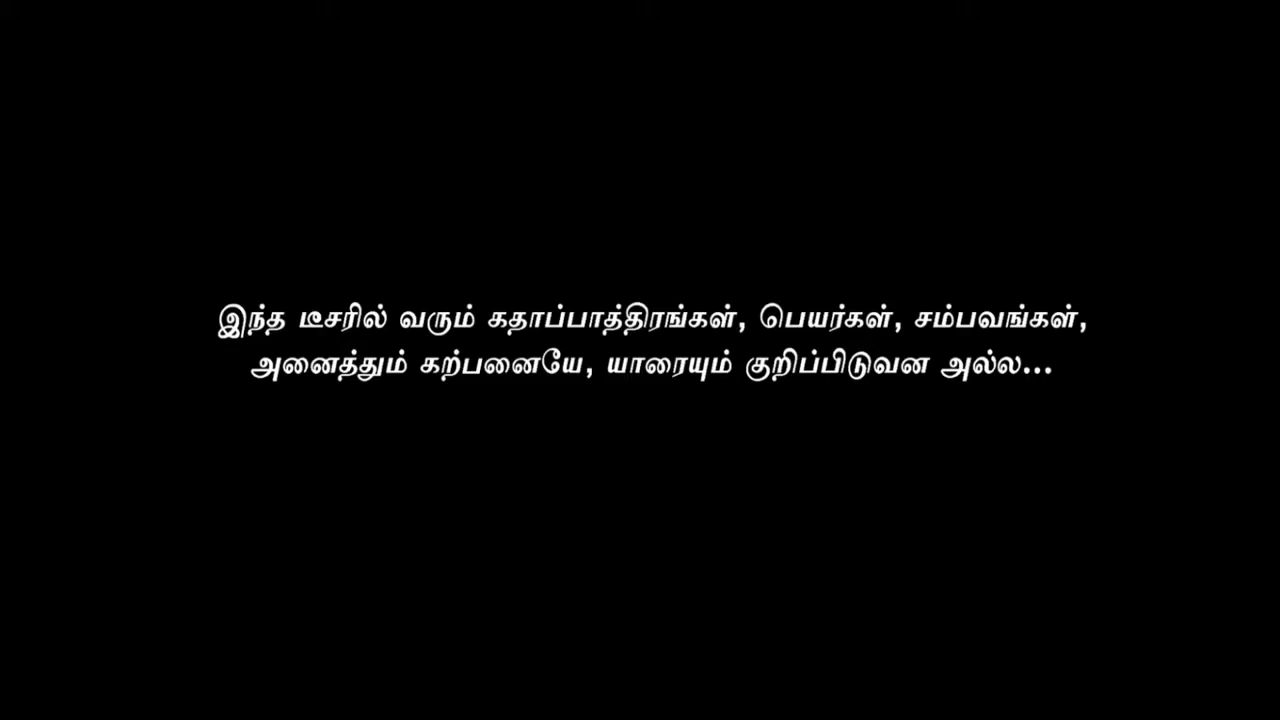 இந்த டீசரில் வரும் கதாப்பாத்திரங்கள், பெயர்கள், சம்பவங்கள்,
அனைத்தும் கற்பனையே, யாரையும் குறிப்பிடுவன அல்ல...